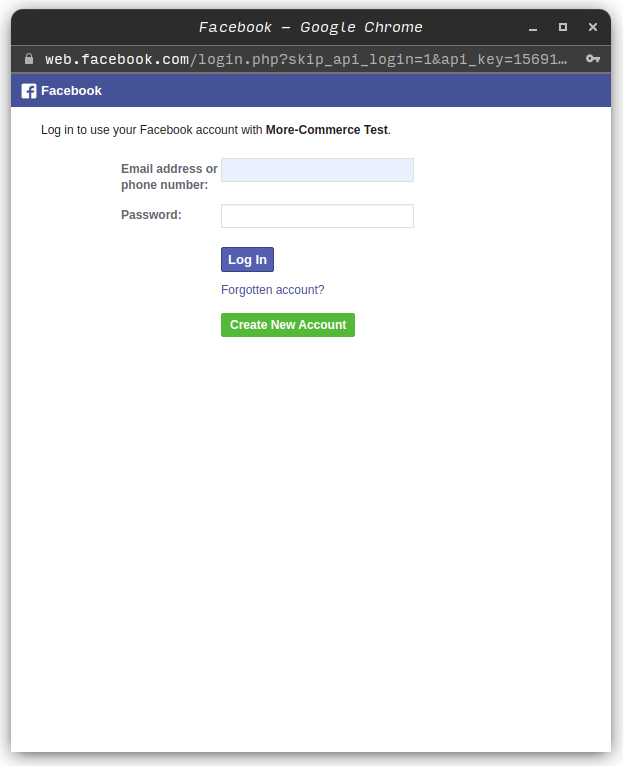 Facebook – Google Chrome
web.facebook.com/login.php?skip_api_login=1&api_key=15691…
Facebook
Log in to use your Facebook account with More-Commerce Test.
Email address or
phone number:
Password:
Log In
Forgotten account?
Create New Account